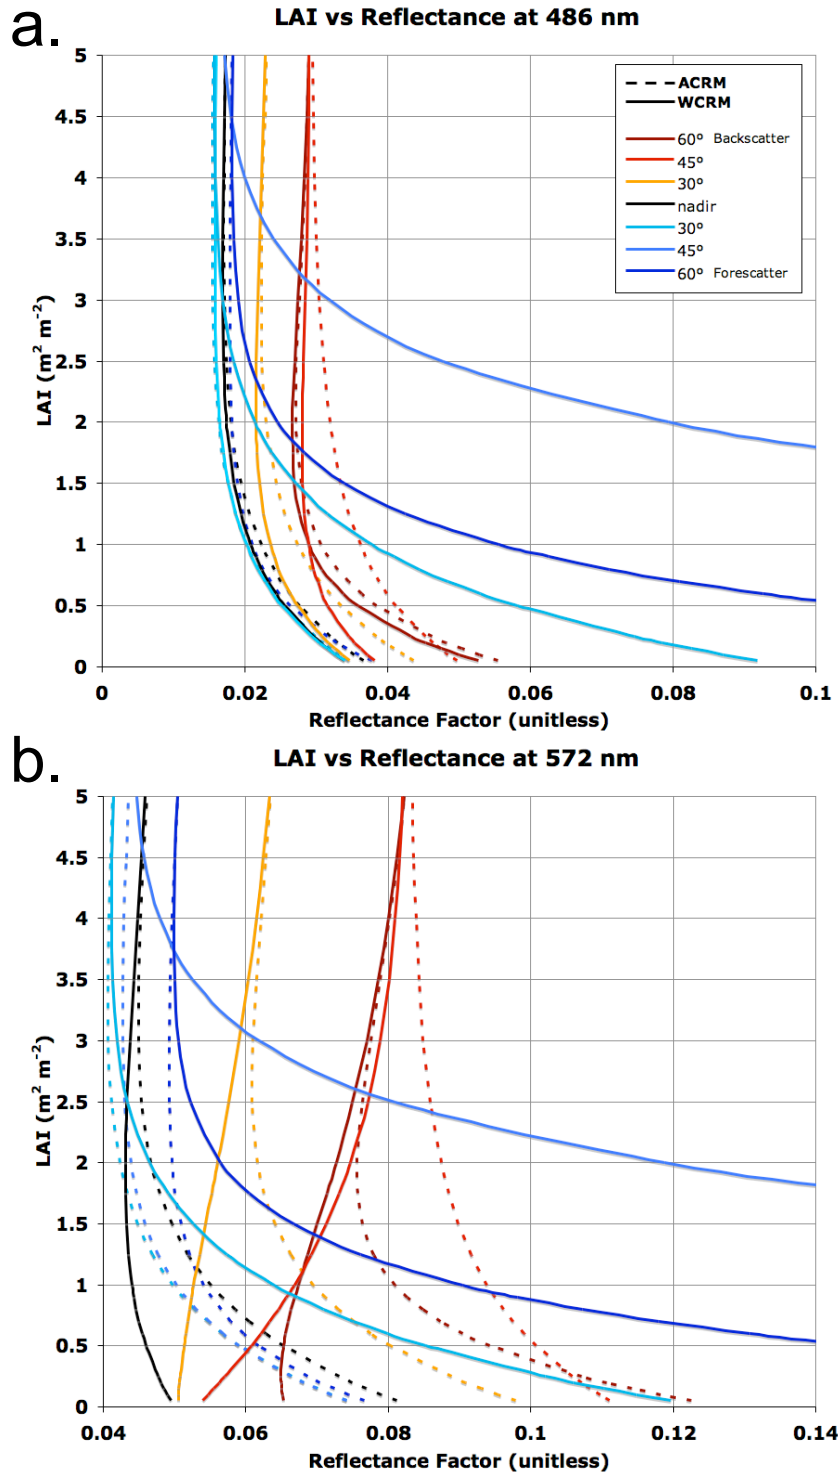 a.
LAI vs Reflectance at 486 nm
5
4.5
4
3.5
3
2.5
2
1.5
1
0.5
0
LAI (m² m⁻²)
ACRM
WCRM
60º Backscatter
45º
30º
nadir
30º
45º
60º Forescatter
0 0.02 0.04 0.06 0.08 0.1
Reflectance Factor (unitless)
b.
LAI vs Reflectance at 572 nm
5
4.5
4
3.5
3
2.5
2
1.5
1
0.5
0
LAI (m² m⁻²)
0.04 0.06 0.08 0.1 0.12 0.14
Reflectance Factor (unitless)